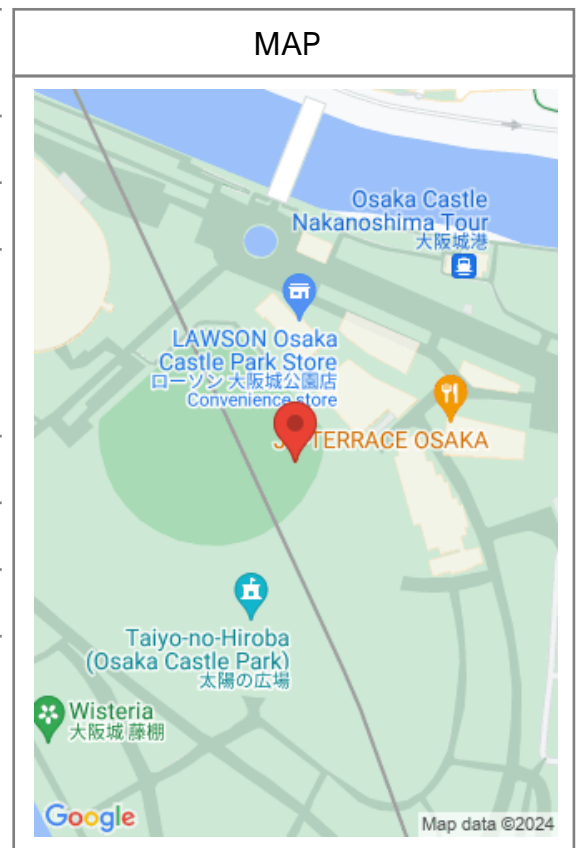 MAP
Osaka Castle
Nakanoshima Tour
大阪城港
LAWSON Osaka
Castle Park Store
ローソン 大阪城公園店
Convenience store
TERRACE OSAKA
Taiyo-no-Hiroba
(Osaka Castle Park)
太陽の広場
Wisteria
大阪城 藤棚
Google
Map data ©2024